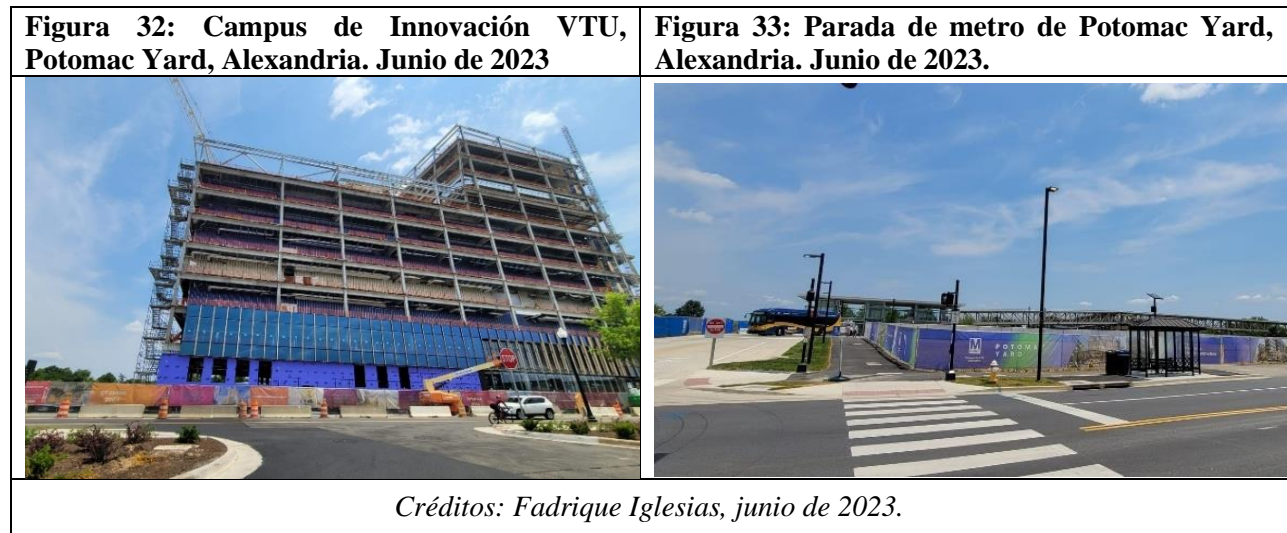 Figura 32: Campus de Innovación VTU,
Potomac Yard, Alexandria. Junio de 2023
Figura 33: Parada de metro de Potomac Yard,
Alexandria. Junio de 2023.
STOP
M
POTOMAC
YARD
Créditos: Fadrique Iglesias, junio de 2023.